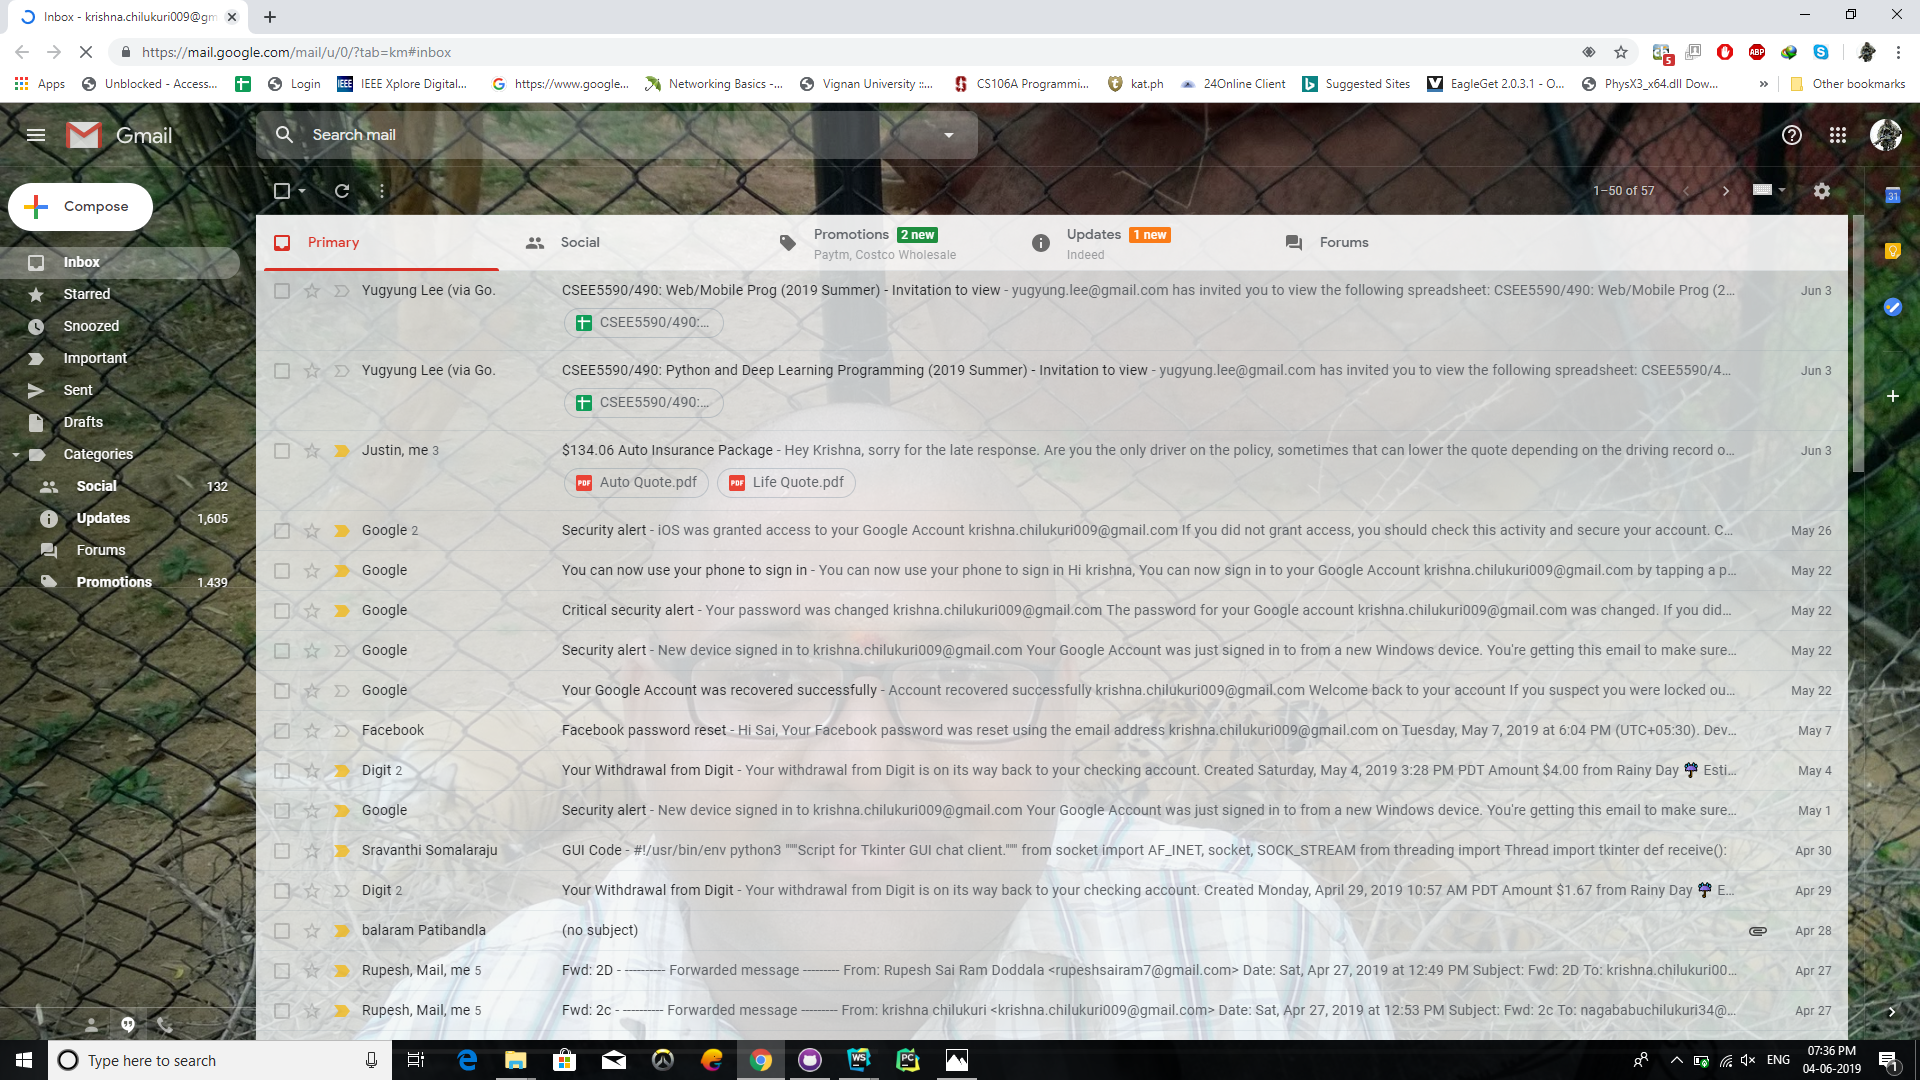 Inbox - krishna.chilukuri009@gm
https://mail.google.com/mail/u/0/?tab=km#inbox
5
ABP
Apps
Unblocked - Access...
Login
IEEE
IEEE Xplore Digital...
https://www.google...
Networking Basics -...
Vignan University ::...
CS106A Programmi...
kat.ph
24Online Client
Suggested Sites
EagleGet 2.0.3.1 - O...
PhysX3_x64.dll Dow...
»
Other bookmarks
Gmail
Search mail
Compose
1–50 of 57
31
Primary
Social
Promotions 2 new
Paytm, Costco Wholesale
Updates 1 new
Indeed
Forums
Inbox
Starred
Snoozed
Important
Sent
Drafts
Categories
Social 132
Updates 1,605
Forums
Promotions 1,439
Yugyung Lee (via Go. CSEE5590/490: Web/Mobile Prog (2019 Summer) - Invitation to view - yugyung.lee@gmail.com has invited you to view the following spreadsheet: CSEE5590/490: Web/Mobile Prog (2... Jun 3
CSEE5590/490:...
Yugyung Lee (via Go. CSEE5590/490: Python and Deep Learning Programming (2019 Summer) - Invitation to view - yugyung.lee@gmail.com has invited you to view the following spreadsheet: CSEE5590/4... Jun 3
CSEE5590/490:...
Justin, me 3 $134.06 Auto Insurance Package - Hey Krishna, sorry for the late response. Are you the only driver on the policy, sometimes that can lower the quote depending on the driving record o... Jun 3
PDF Auto Quote.pdf PDF Life Quote.pdf
Google 2 Security alert - iOS was granted access to your Google Account krishna.chilukuri009@gmail.com If you did not grant access, you should check this activity and secure your account. C... May 26
Google You can now use your phone to sign in - You can now use your phone to sign in Hi krishna, You can now sign in to your Google Account krishna.chilukuri009@gmail.com by tapping a p... May 22
Google Critical security alert - Your password was changed krishna.chilukuri009@gmail.com The password for your Google account krishna.chilukuri009@gmail.com was changed. If you did... May 22
Google Security alert - New device signed in to krishna.chilukuri009@gmail.com Your Google Account was just signed in to from a new Windows device. You're getting this email to make sure... May 22
Google Your Google Account was recovered successfully - Account recovered successfully krishna.chilukuri009@gmail.com Welcome back to your account If you suspect you were locked ou... May 22
Facebook Facebook password reset - Hi Sai, Your Facebook password was reset using the email address krishna.chilukuri009@gmail.com on Tuesday, May 7, 2019 at 6:04 PM (UTC+05:30). Dev... May 7
Digit 2 Your Withdrawal from Digit - Your withdrawal from Digit is on its way back to your checking account. Created Saturday, May 4, 2019 3:28 PM PDT Amount $4.00 from Rainy Day ☔ Esti... May 4
Google Security alert - New device signed in to krishna.chilukuri009@gmail.com Your Google Account was just signed in to from a new Windows device. You're getting this email to make sure... May 1
Sravanthi Somalaraju GUI Code - #!/usr/bin/env python3 """Script for Tkinter GUI chat client.""" from socket import AF_INET, socket, SOCK_STREAM from threading import Thread import tkinter def receive(): Apr 30
Digit 2 Your Withdrawal from Digit - Your withdrawal from Digit is on its way back to your checking account. Created Monday, April 29, 2019 10:57 AM PDT Amount $1.67 from Rainy Day ☔ E... Apr 29
balaram Patibandla (no subject) Apr 28
Rupesh, Mail, me 5 Fwd: 2D - ---------- Forwarded message --------- From: Rupesh Sai Ram Doddala <rupeshsairam7@gmail.com> Date: Sat, Apr 27, 2019 at 12:49 PM Subject: Fwd: 2D To: krishna.chilukuri00... Apr 27
Rupesh, Mail, me 5 Fwd: 2c - ---------- Forwarded message --------- From: krishna chilukuri <krishna.chilukuri009@gmail.com> Date: Sat, Apr 27, 2019 at 12:53 PM Subject: Fwd: 2c To: nagababuchilukuri34@... Apr 27
Type here to search
WS
PC
ENG
07:36 PM
04-06-2019
1